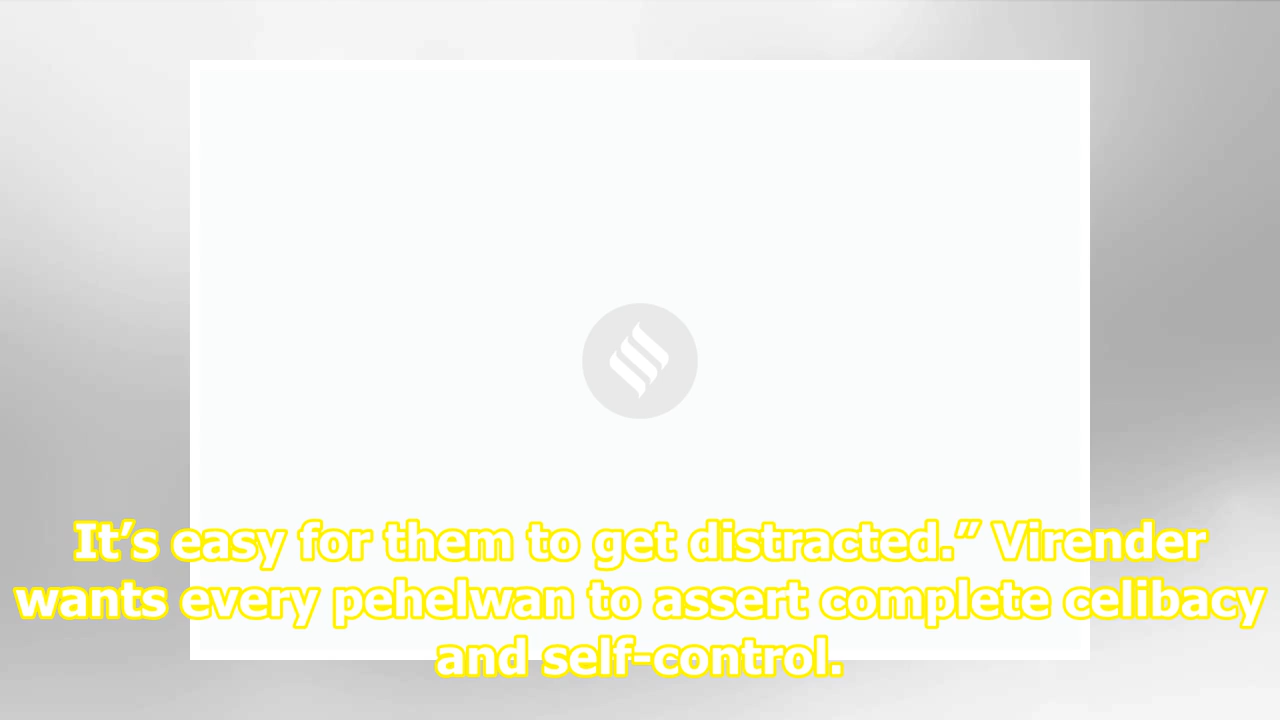 It’s easy for them to get distracted.” Virender
wants every pehelwan to assert complete celibacy
and self-control.